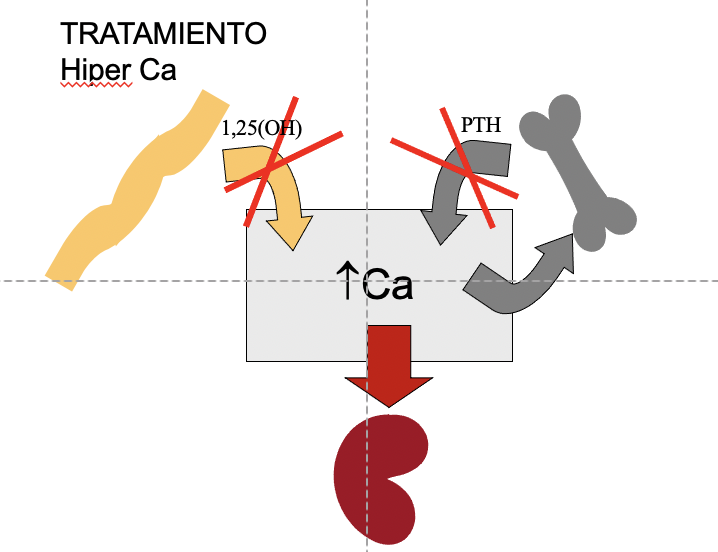 TRATAMIENTO
Hiper Ca
1,25(OH)
PTH
↑Ca